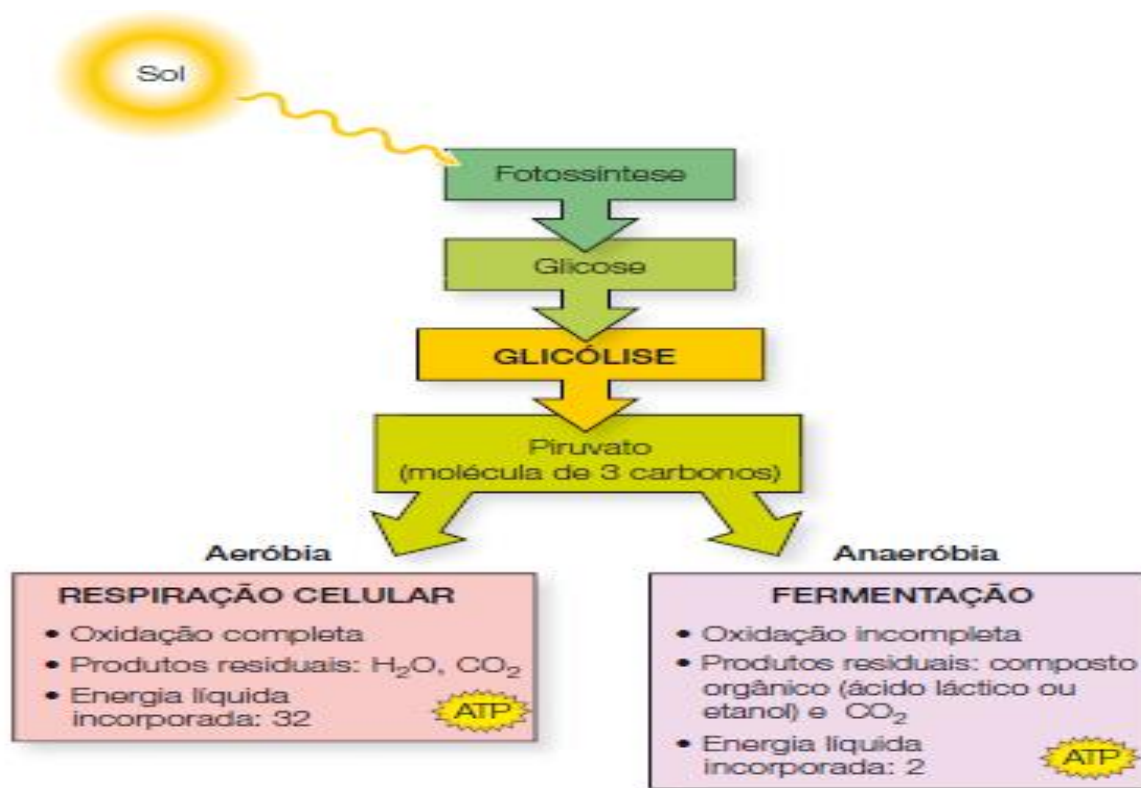 Sol
Fotossíntese
Glicose
GLICÓLISE
Piruvato
(molécula de 3 carbonos)
Aeróbia
RESPIRAÇÃO CELULAR
• Oxidação completa
• Produtos residuais: H₂O, CO₂
• Energia líquida
incorporada: 32
ATP
Anaeróbia
FERMENTAÇÃO
• Oxidação incompleta
• Produtos residuais: composto
orgânico (ácido láctico ou
etanol) e CO₂
• Energia líquida
incorporada: 2
ATP